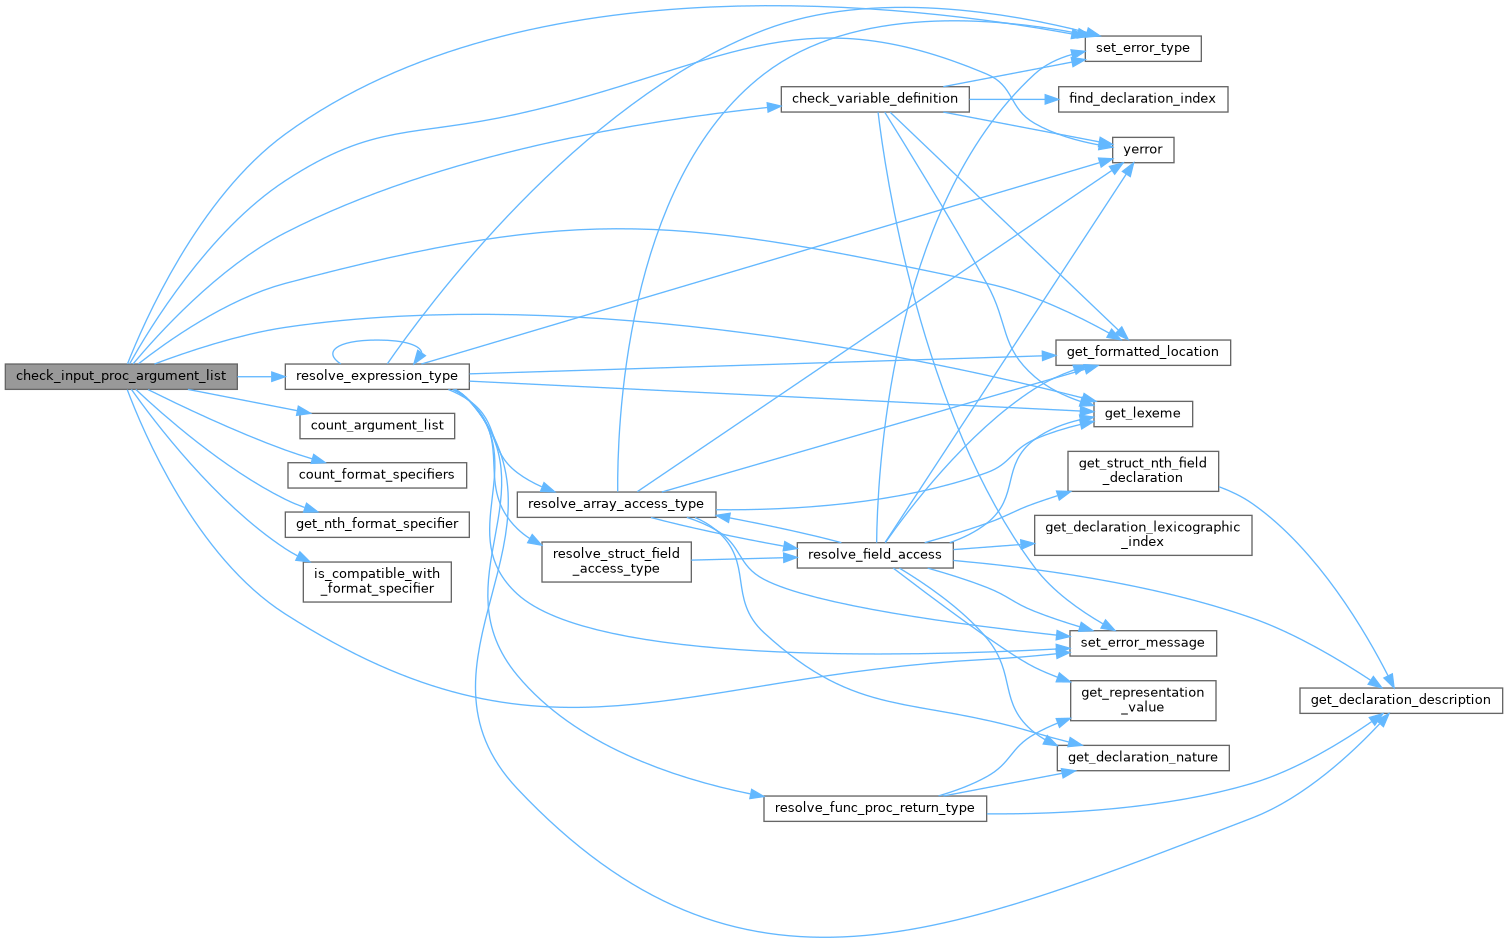 set_error_type
check_variable_definition
find_declaration_index
yerror
get_formatted_location
check_input_proc_argument_list
resolve_expression_type
get_lexeme
count_argument_list
count_format_specifiers
get_struct_nth_field
_declaration
resolve_array_access_type
get_nth_format_specifier
get_declaration_lexicographic
_index
resolve_struct_field
_access_type
resolve_field_access
is_compatible_with
_format_specifier
set_error_message
get_representation
_value
get_declaration_description
get_declaration_nature
resolve_func_proc_return_type